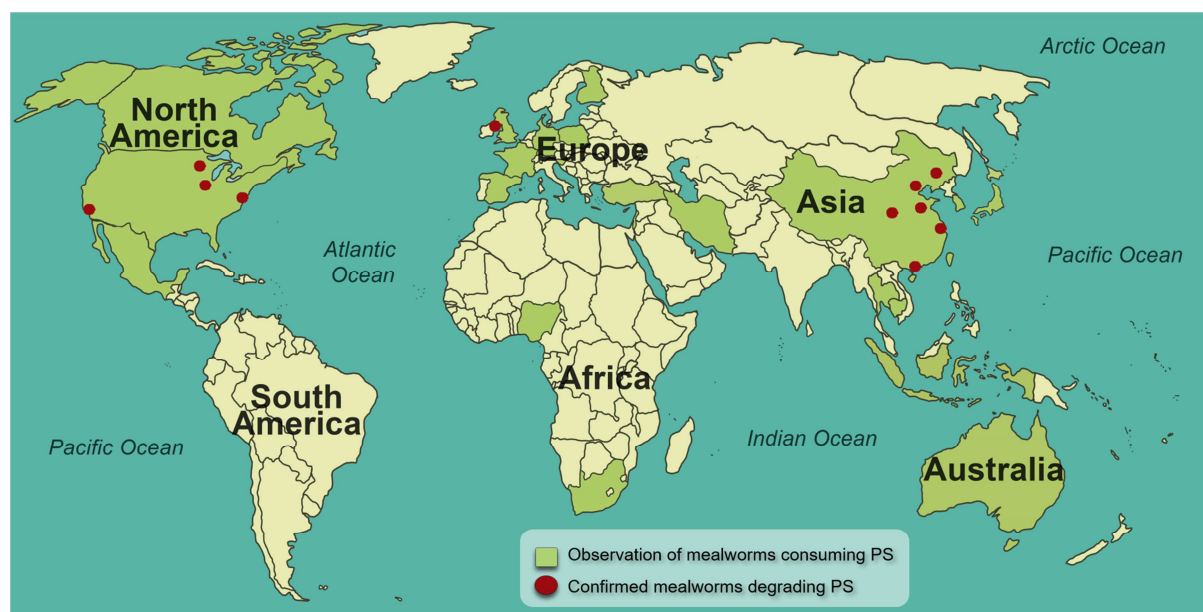 Arctic Ocean
North
America
Europe
Asia
Atlantic
Ocean
Pacific Ocean
Africa
South
America
Pacific Ocean
Indian Ocean
Australia
Observation of mealworms consuming PS
Confirmed mealworms degrading PS